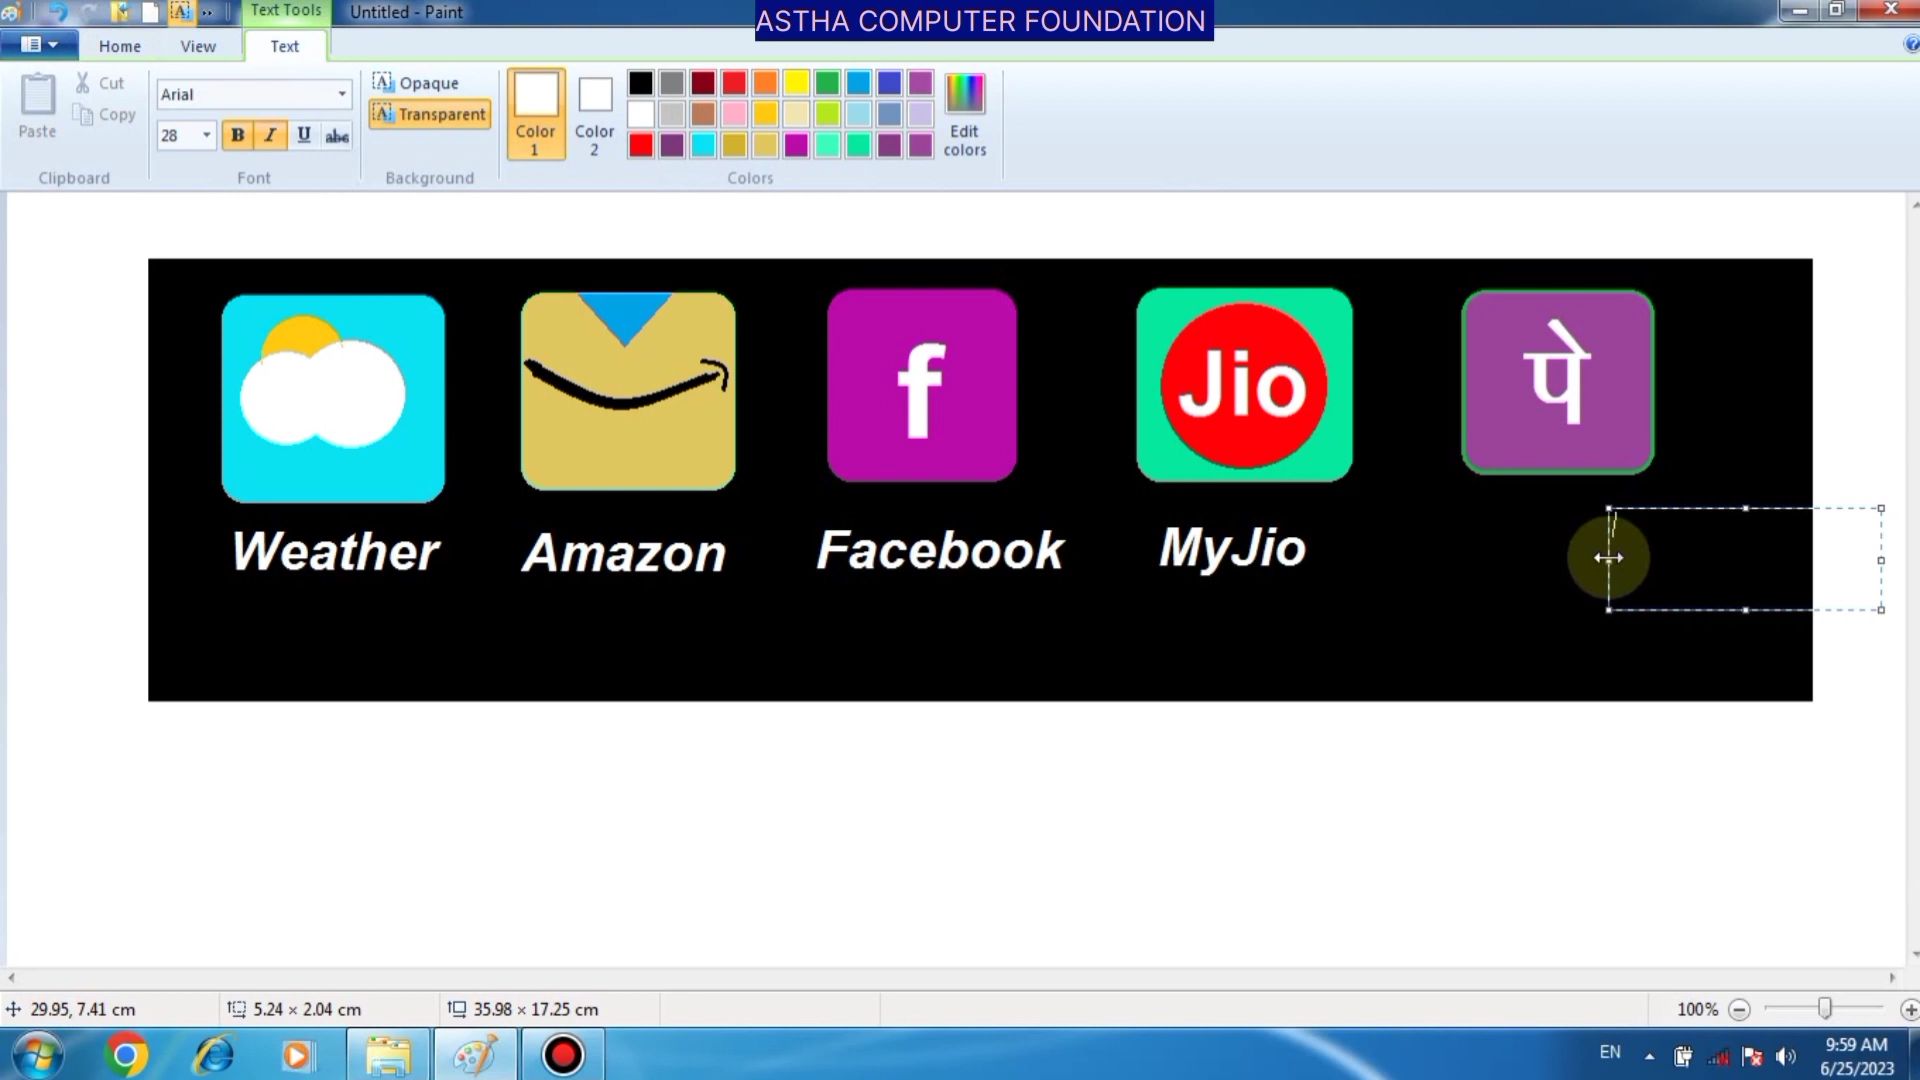 Text Tools
Untitled - Paint
ASTHA COMPUTER FOUNDATION
Home
View
Text
Paste
Cut
Copy
Clipboard
Arial
28
B
I
U
abc
Font
Opaque
Transparent
Background
Color
1
Color
2
Edit
colors
Colors
f
Jio
पे
Weather
Amazon
Facebook
MyJio
29.95, 7.41 cm
5.24 × 2.04 cm
35.98 × 17.25 cm
100%
EN
9:59 AM
6/25/2023